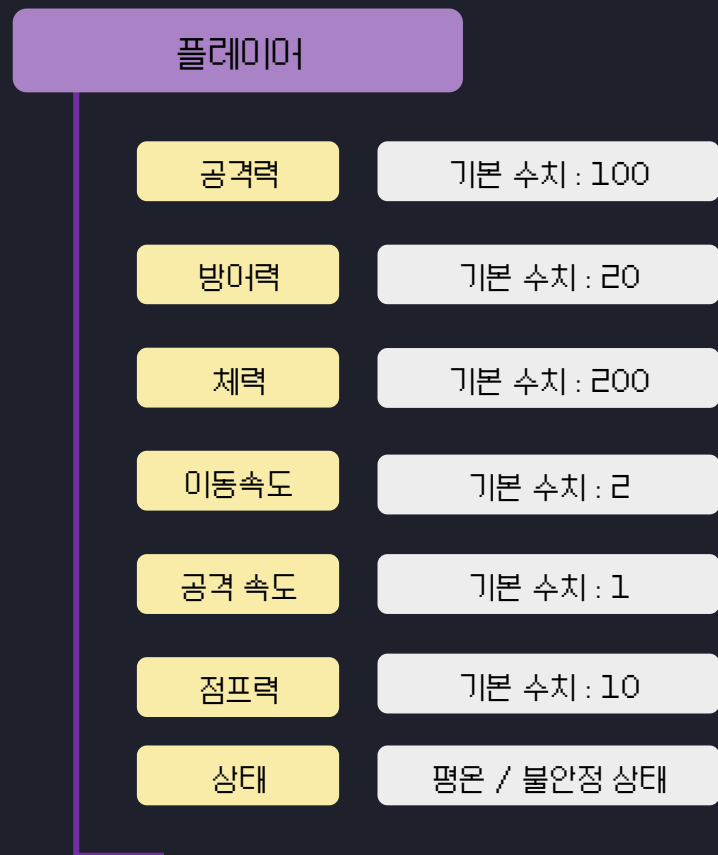 플레이어
공격력 기본 수치 : 100
방어력 기본 수치 : 20
체력 기본 수치 : 200
이동속도 기본 수치 : 2
공격 속도 기본 수치 : 1
점프력 기본 수치 : 10
상태 평온 / 불안정 상태